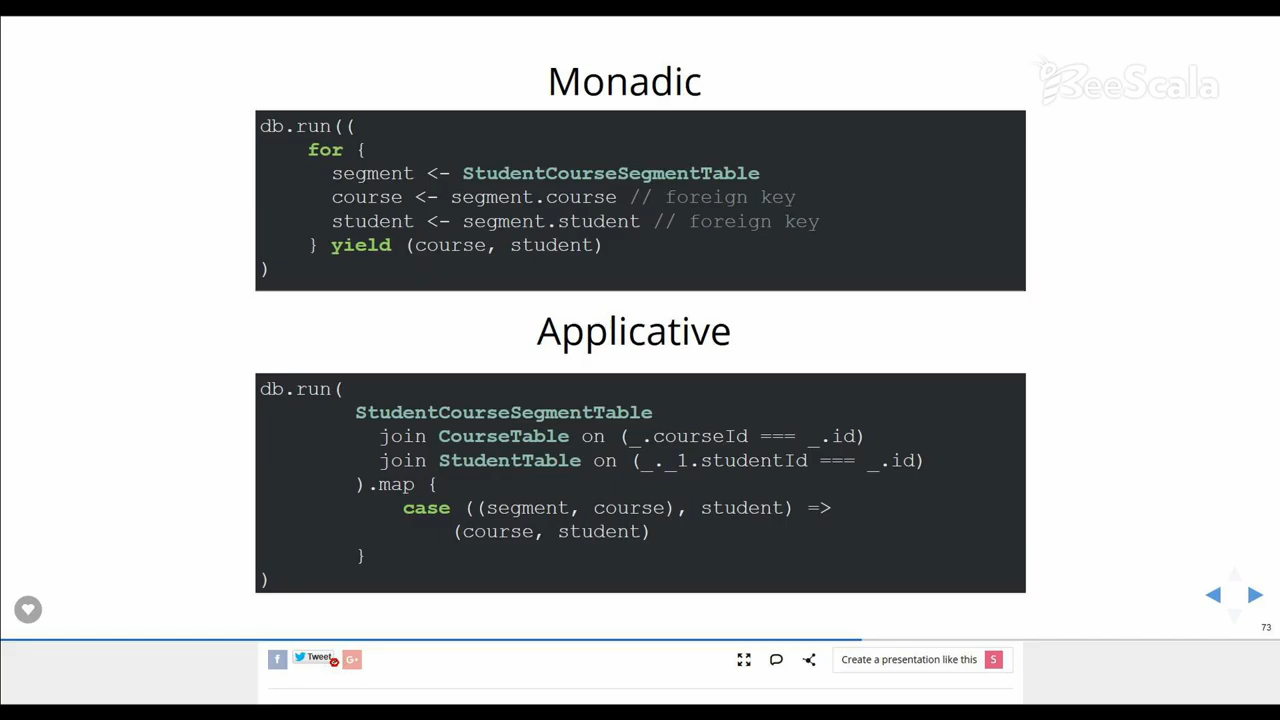 Monadic
BeeScala
db.run((
for {
segment <- StudentCourseSegmentTable
course <- segment.course // foreign key
student <- segment.student // foreign key
} yield (course, student)
)
Applicative
db.run(
StudentCourseSegmentTable
join CourseTable on (_.courseId === _.id)
join StudentTable on (_._1.studentId === _.id)
).map {
case ((segment, course), student) =>
(course, student)
}
)
73
f
Tweet
G+
Create a presentation like this
S